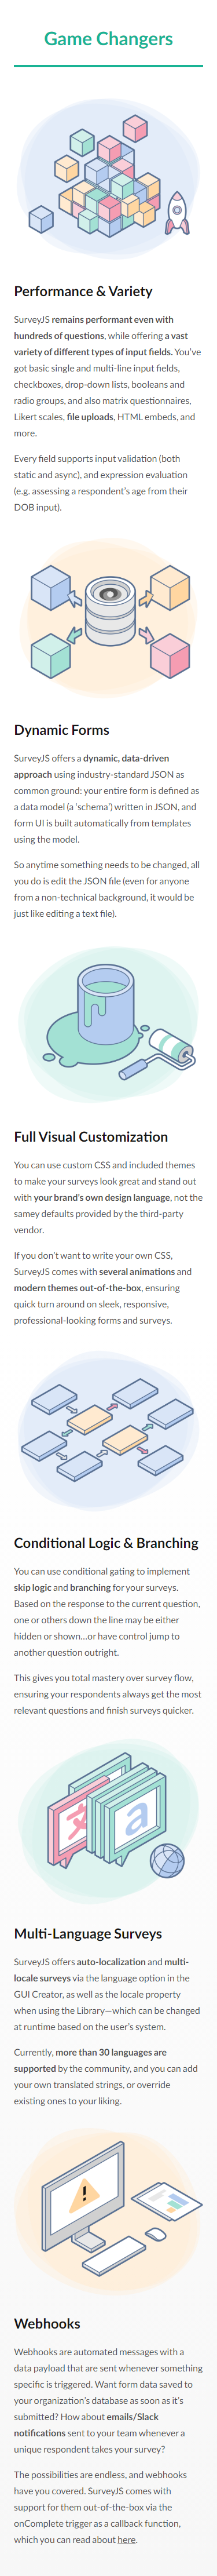 Game Changers
Performance & Variety
SurveyJS remains performant even with
hundreds of questions, while offering a vast
variety of different types of input fields. You've
got basic single and multi-line input fields,
checkboxes, drop-down lists, booleans and
radio groups, and also matrix questionnaires,
Likert scales, file uploads, HTML embeds, and
more.
Every field supports input validation (both
static and async), and expression evaluation
(e.g. assessing a respondent's age from their
DOB input).
Dynamic Forms
SurveyJS offers a dynamic, data-driven
approach using industry-standard JSON as
common ground: your entire form is defined as
a data model (a 'schema') written in JSON, and
form UI is built automatically from templates
using the model.
So anytime something needs to be changed, all
you do is edit the JSON file (even for anyone
from a non-technical background, it would be
just like editing a text file).
Full Visual Customization
You can use custom CSS and included themes
to make your surveys look great and stand out
with your brand's own design language, not the
samey defaults provided by the third-party
vendor.
If you don't want to write your own CSS,
SurveyJS comes with several animations and
modern themes out-of-the-box, ensuring
quick turn around on sleek, responsive,
professional-looking forms and surveys.
Conditional Logic & Branching
You can use conditional gating to implement
skip logic and branching for your surveys.
Based on the response to the current question,
one or others down the line may be either
hidden or shown...or have control jump to
another question outright.
This gives you total mastery over survey flow,
ensuring your respondents always get the most
relevant questions and finish surveys quicker.
文 a
Multi-Language Surveys
SurveyJS offers auto-localization and multi-
locale surveys via the language option in the
GUI Creator, as well as the locale property
when using the Library—which can be changed
at runtime based on the user's system.
Currently, more than 30 languages are
supported by the community, and you can add
your own translated strings, or override
existing ones to your liking.
!
Webhooks
Webhooks are automated messages with a
data payload that are sent whenever something
specific is triggered. Want form data saved to
your organization's database as soon as it's
submitted? How about emails/Slack
notifications sent to your team whenever a
unique respondent takes your survey?
The possibilities are endless, and webhooks
have you covered. SurveyJS comes with
support for them out-of-the-box via the
onComplete trigger as a callback function,
which you can read about here.